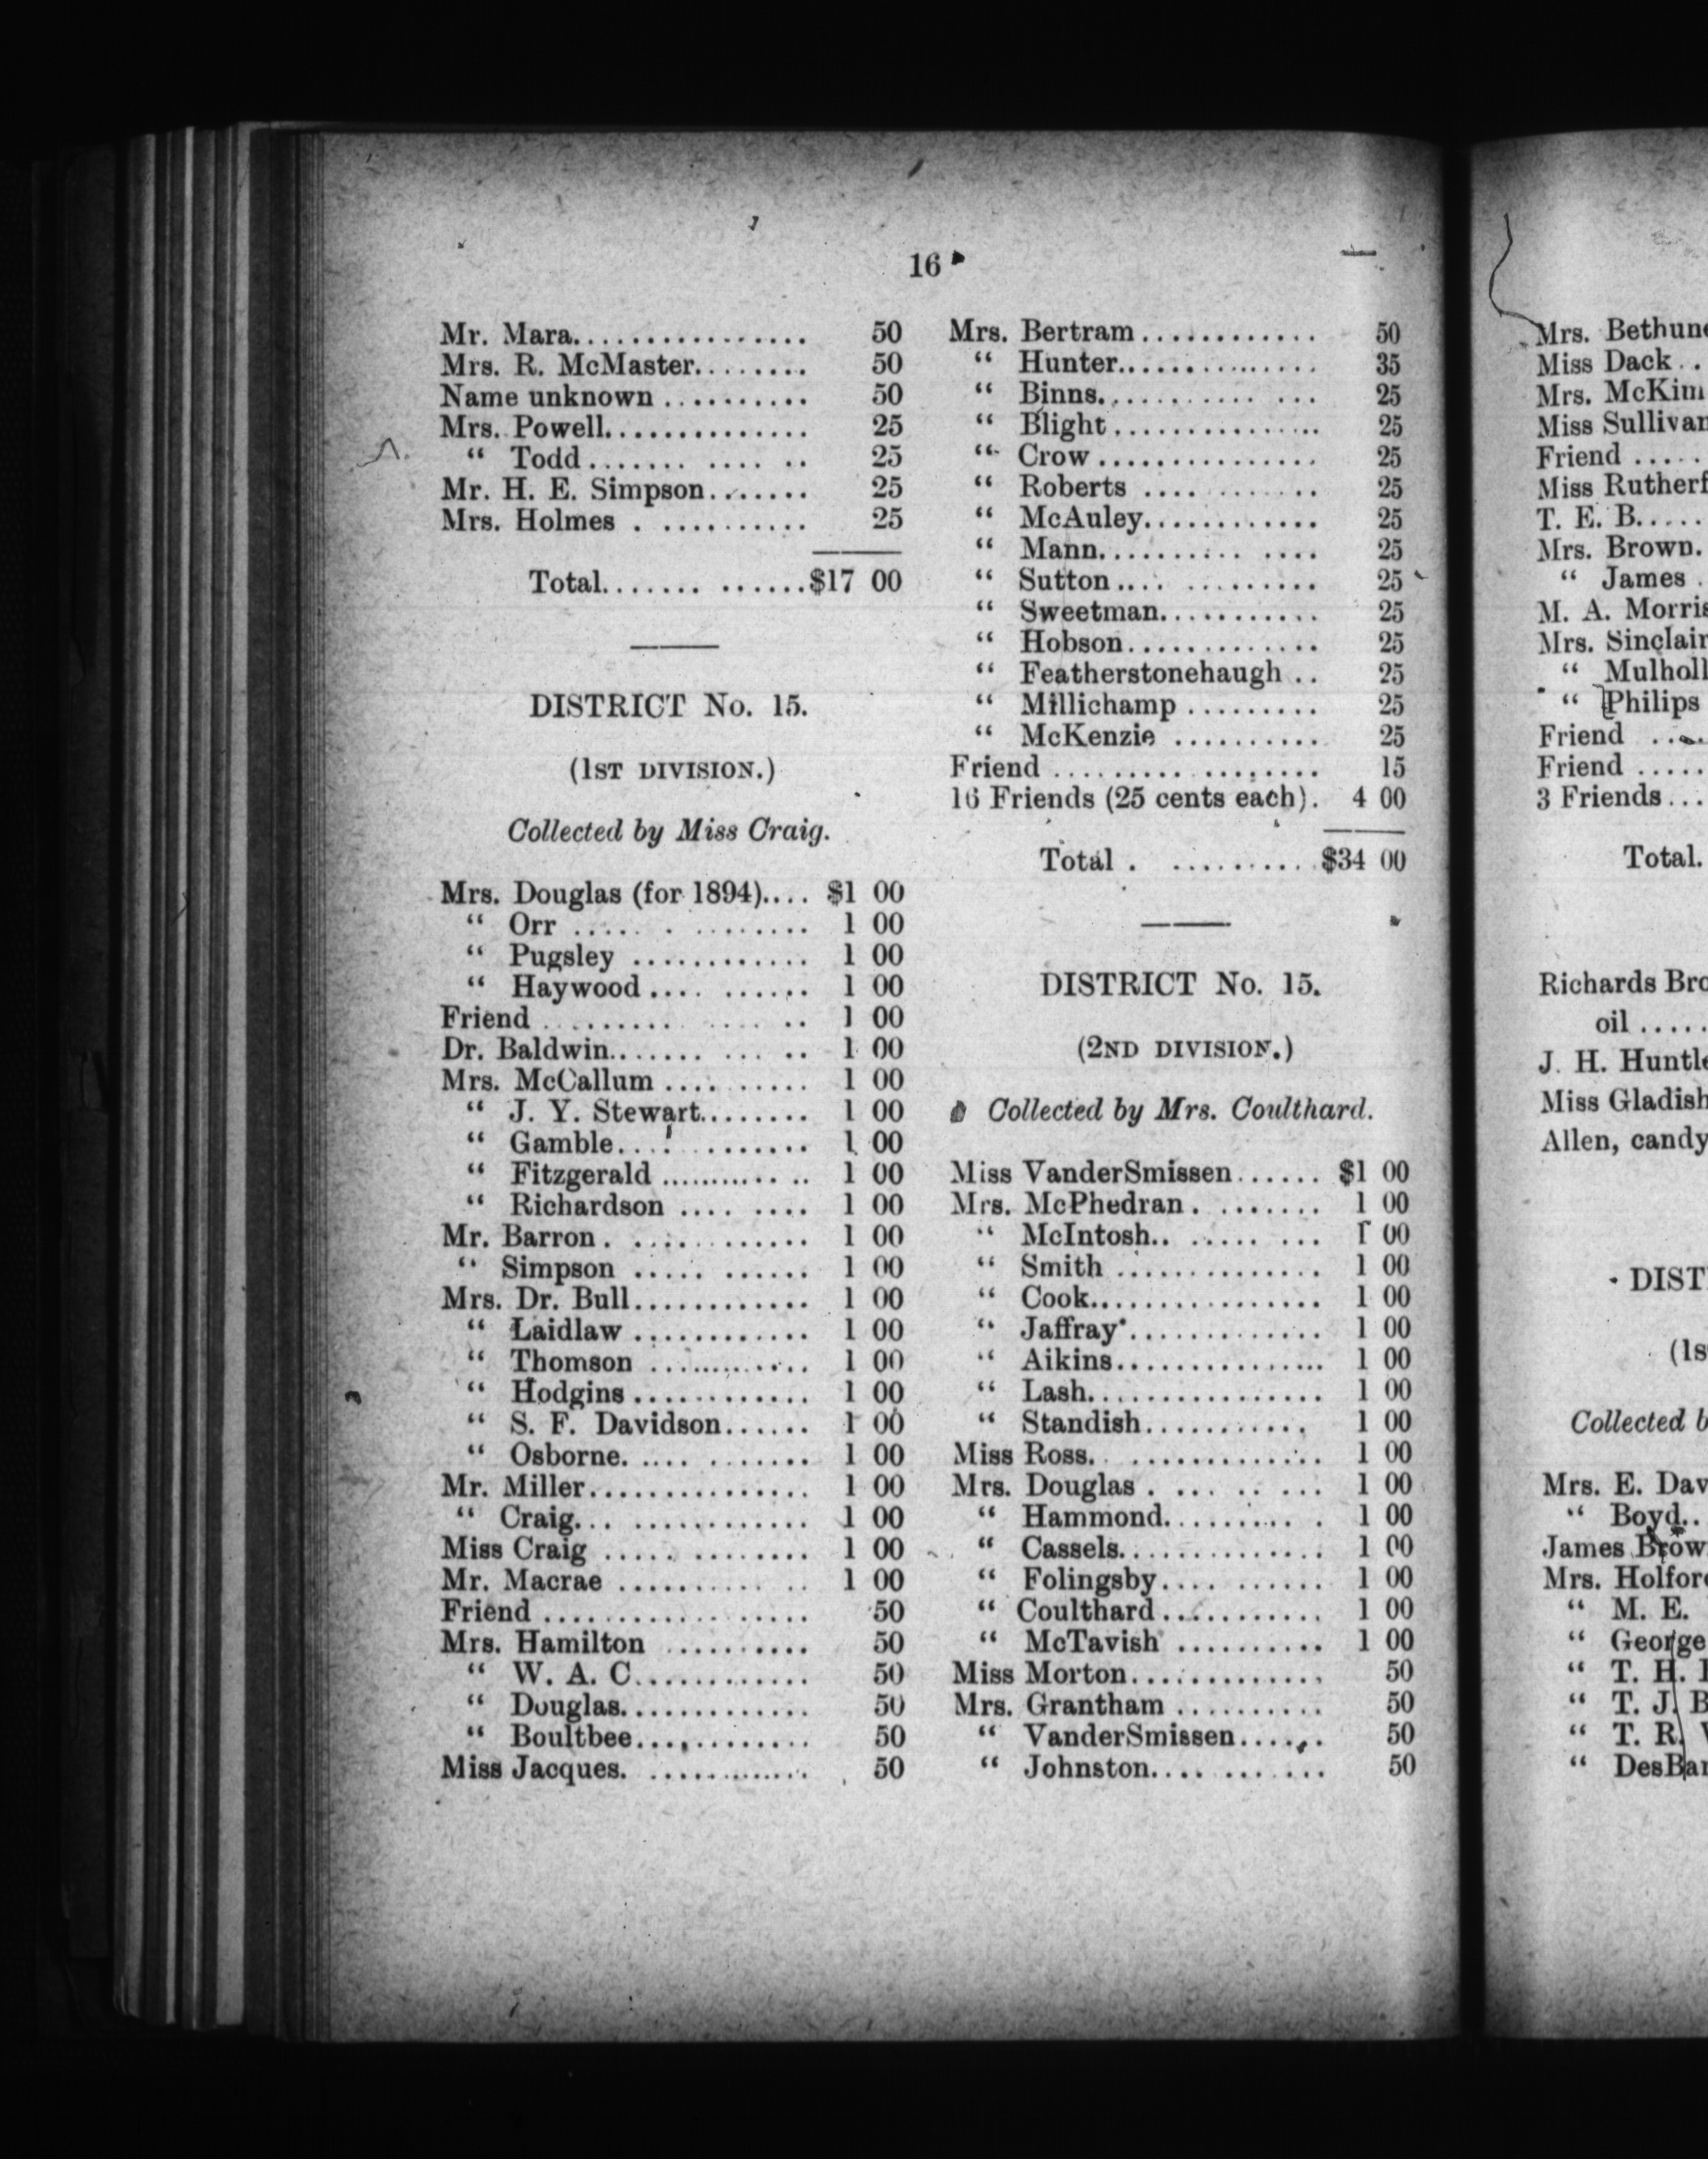 16
Mr. Mara................ 50
Mrs. R. McMaster........ 50
Name unknown .......... 50
Mrs. Powell.............. 25
“ Todd....... .... .. 25
Mr. H. E. Simpson....... 25
Mrs. Holmes . .......... 25
Total....... ......$17 00
DISTRICT No. 15.
(1ST DIVISION.)
Collected by Miss Craig.
Mrs. Douglas (for 1894).... $1 00
“ Orr ..... . ........ 1 00
“ Pugsley ............ 1 00
“ Haywood.... ...... 1 00
Friend ......... .... .. 1 00
Dr. Baldwin....... ... .. 1 00
Mrs. McCallum .... ..... 1 00
“ J. Y. Stewart........ 1 00
“ Gamble.... ........ 1 00
“ Fitzgerald ........... .. 1 00
“ Richardson .... .... 1 00
Mr. Barron. ............ 1 00
“ Simpson ..... ...... 1 00
Mrs. Dr. Bull............ 1 00
“ Laidlaw ............ 1 00
“ Thomson ........... 1 00
“ Hodgins............ 1 00
“ S. F. Davidson...... 1 00
“ Osborne. .... ....... 1 00
Mr. Miller............... 1 00
“ Craig... ............ 1 00
Miss Craig ..... ........ 1 00
Mr. Macrae .......... .. 1 00
Friend .................. 50
Mrs. Hamilton .......... 50
“ W. A. C............ 50
“ Douglas............. 50
“ Boultbee............ 50
Miss Jacques. ............. 50
Mrs. Bertram............ 50
“ Hunter............. 35
“ Binns........... ... 25
“ Blight.............. 25
“ Crow............... 25
“ Roberts .... ....... 25
“ McAuley............ 25
“ Mann.......... .... 25
“ Sutton.... ......... 25
“ Sweetman........... 25
“ Hobson............. 25
“ Featherstonehaugh .. 25
“ Millichamp ......... 25
“ McKenzie .......... 25
Friend ......... ........ 15
16 Friends (25 cents each). 4 00
Total . ..........$34 00
DISTRICT No. 15.
(2ND DIVISION.)
Collected by Mrs. Coulthard.
Miss VanderSmissen...... $1 00
Mrs. McPhedran. ....... 1 00
“ McIntosh.. ..... ... 1 00
“ Smith .............. 1 00
“ Cook................ 1 00
“ Jaffray............. 1 00
“ Aikins............... 1 00
“ Lash................ 1 00
“ Standish........... 1 00
Miss Ross. ............. 1 00
Mrs. Douglas . ... .. ... 1 00
“ Hammond.......... . 1 00
“ Cassels.............. 1 00
“ Folingsby.... ...... 1 00
“ Coulthard........... 1 00
“ McTavish .......... 1 00
Miss Morton............. 50
Mrs. Grantham .......... 50
“ VanderSmissen...... 50
“ Johnston.... ....... 50
Mrs. Bethune
Miss Dack..
Mrs. McKim
Miss Sullivan
Friend .....
Miss Rutherf
T. E. B.....
Mrs. Brown.
“ James .
M. A. Morris
Mrs. Sinclair
“ Mulholl
“ Philips
Friend ....
Friend .....
3 Friends...
Total.
Richards Bro
oil .....
J. H. Huntle
Miss Gladish
Allen, candy
DIST
(1s
Collected b
Mrs. E. Dav
“ Boyd..
James Brow
Mrs. Holford
“ M. E.
“ George
“ T. H.
“ T. J. B
“ T. R.
“ DesBar